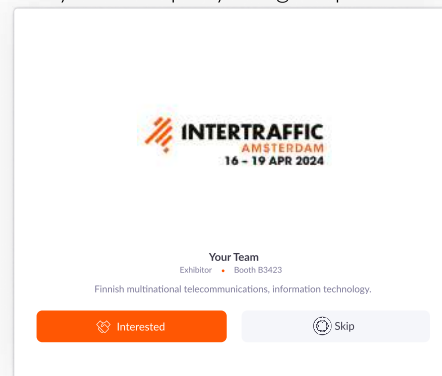 INTERTRAFFIC
AMSTERDAM
16 – 19 APR 2024
Your Team
Exhibitor • Booth B3423
Finnish multinational telecommunications, information technology.
Interested
Skip